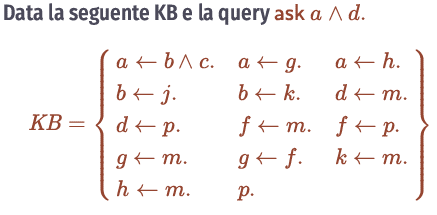 Data la seguente KB e la query ask a ∧ d.
a ← b ∧ c. a ← g. a ← h.
b ← j. b ← k. d ← m.
KB = { d ← p. f ← m. f ← p. }
g ← m. g ← f. k ← m.
h ← m. p.